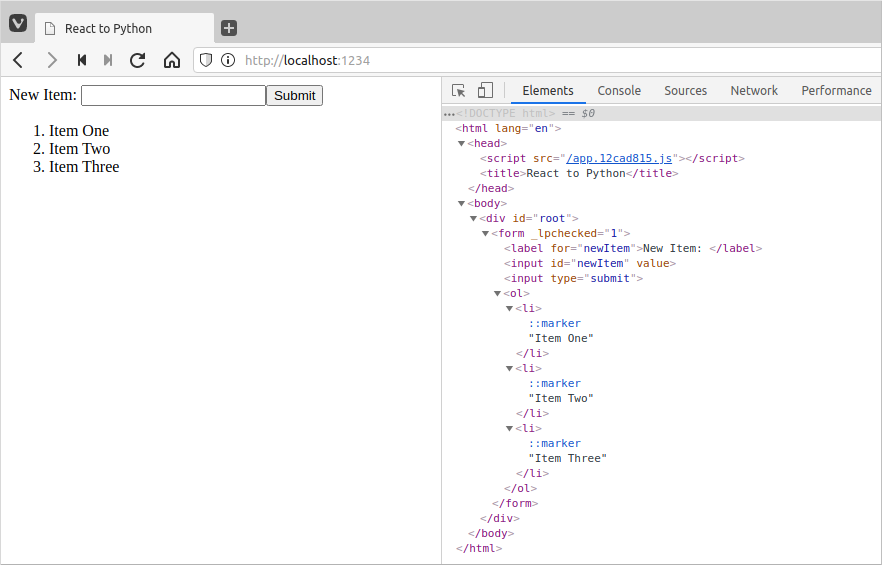 React to Python
http://localhost:1234
New Item: Submit
1. Item One
2. Item Two
3. Item Three
Elements Console Sources Network Performance
…<!DOCTYPE html> == $0
<html lang="en">
<head>
<script src="/app.12cad815.js"></script>
<title>React to Python</title>
</head>
<body>
<div id="root">
<form _lpchecked="1">
<label for="newItem">New Item: </label>
<input id="newItem" value>
<input type="submit">
<ol>
<li>
::marker
"Item One"
</li>
<li>
::marker
"Item Two"
</li>
<li>
::marker
"Item Three"
</li>
</ol>
</form>
</div>
</body>
</html>